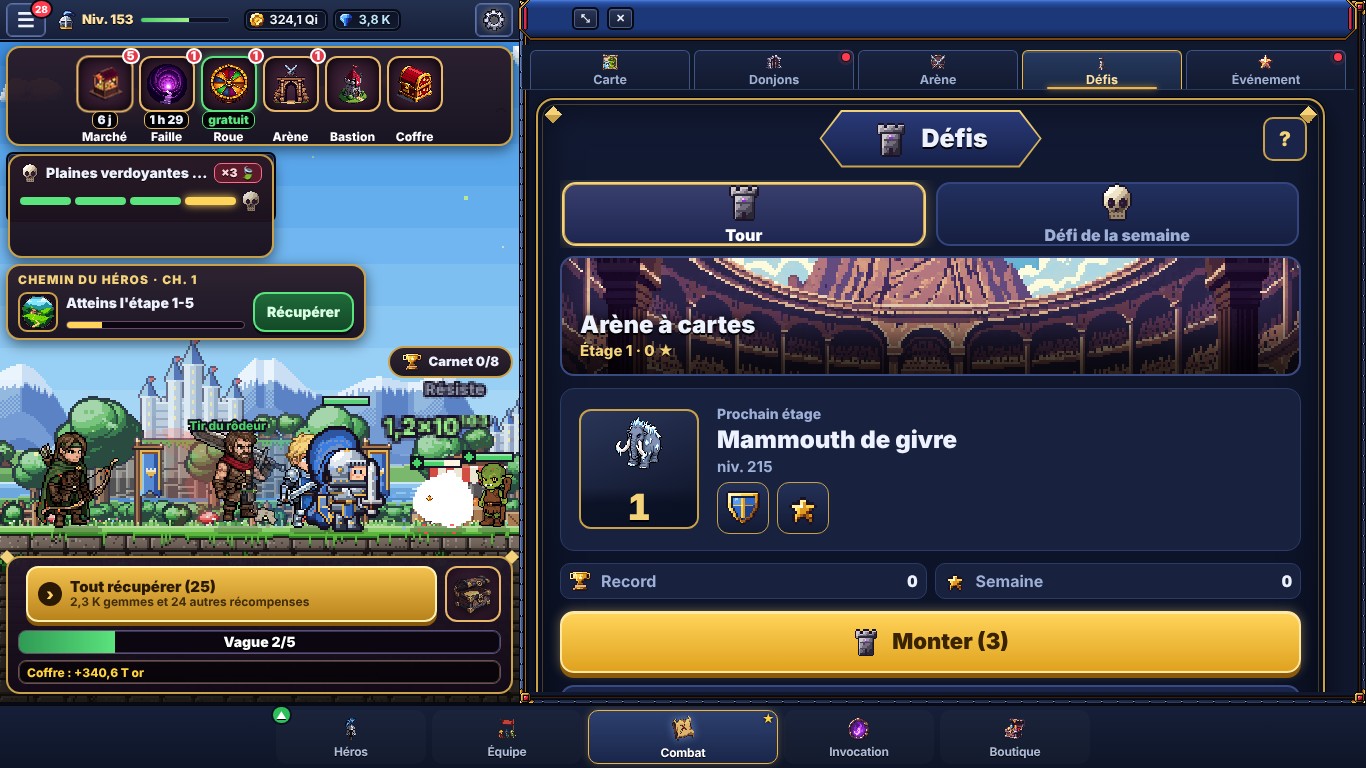 28
Niv. 153
324,1 Qi
3,8 K
5
1
1
1
6 j
1 h 29
gratuit
Marché
Faille
Roue
Arène
Bastion
Coffre
Plaines verdoyantes ...
×3
CHEMIN DU HÉROS · CH. 1
Atteins l'étape 1-5
Récupérer
Carnet 0/8
Résiste
Tir du rôdeur
Tout récupérer (25)
2,3 K gemmes et 24 autres récompenses
Vague 2/5
Coffre : +340,6 T or
Carte
Donjons
Arène
Défis
Événement
Défis
?
Tour
Défi de la semaine
Arène à cartes
Étage 1 · 0 ★
Prochain étage
Mammouth de givre
niv. 215
1
Record
0
Semaine
0
Monter (3)
Héros
Équipe
Combat
Invocation
Boutique